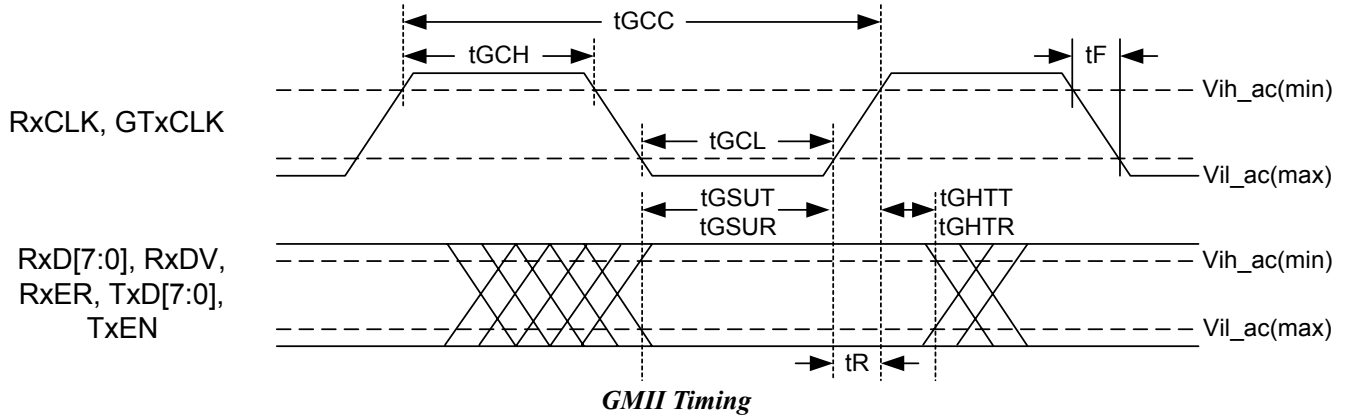 tGCC
tGCH
tF
Vih_ac(min)
RxCLK, GTxCLK
tGCL
Vil_ac(max)
tGSUT
tGSUR
tGHTT
tGHTR
RxD[7:0], RxDV,
RxER, TxD[7:0],
TxEN
Vih_ac(min)
Vil_ac(max)
tR
GMII Timing